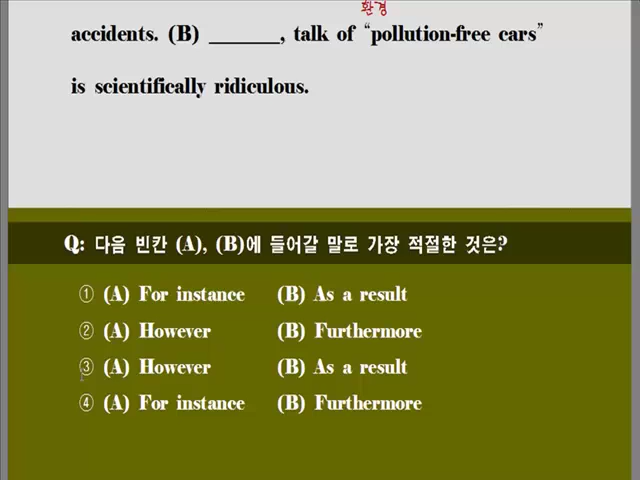 환경
accidents. (B) ______, talk of “pollution-free cars”
is scientifically ridiculous.
Q: 다음 빈칸 (A), (B)에 들어갈 말로 가장 적절한 것은?
① (A) For instance (B) As a result
② (A) However (B) Furthermore
③ (A) However (B) As a result
④ (A) For instance (B) Furthermore